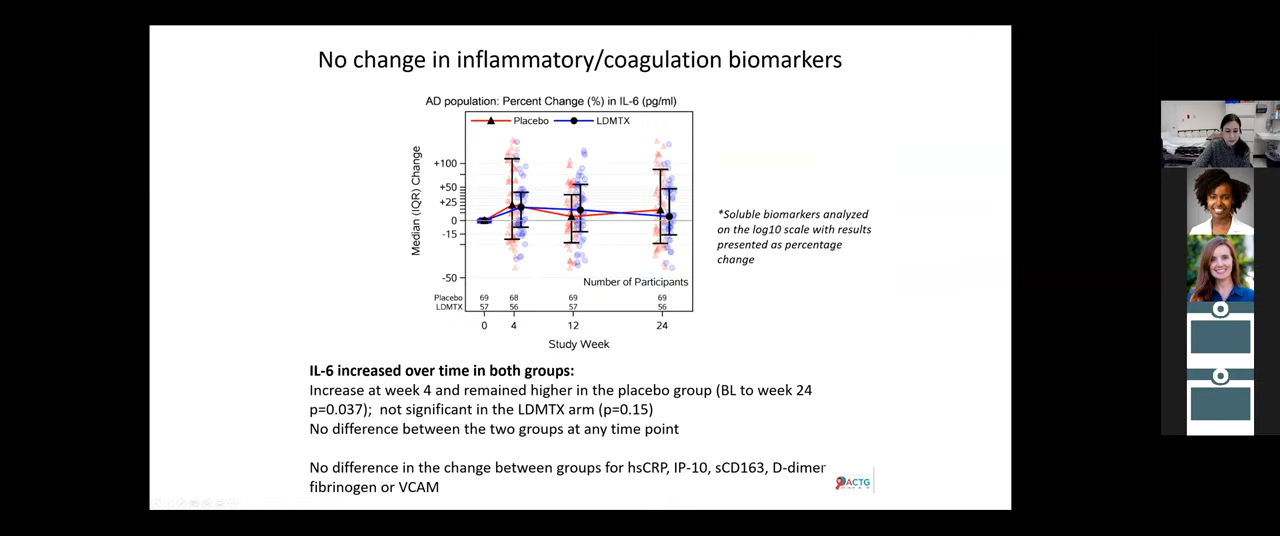 No change in inflammatory/coagulation biomarkers
AD population: Percent Change (%) in IL-6 (pg/ml)
Placebo LDMTX
Median (IQR) Change
+100
+50
+25
0
-15
-50
Number of Participants
Placebo 69 68 69 69
LDMTX 57 56 57 56
0 4 12 24
Study Week
*Soluble biomarkers analyzed
on the log10 scale with results
presented as percentage
change
IL-6 increased over time in both groups:
Increase at week 4 and remained higher in the placebo group (BL to week 24
p=0.037); not significant in the LDMTX arm (p=0.15)
No difference between the two groups at any time point
No difference in the change between groups for hsCRP, IP-10, sCD163, D-dimer
fibrinogen or VCAM
ACTG